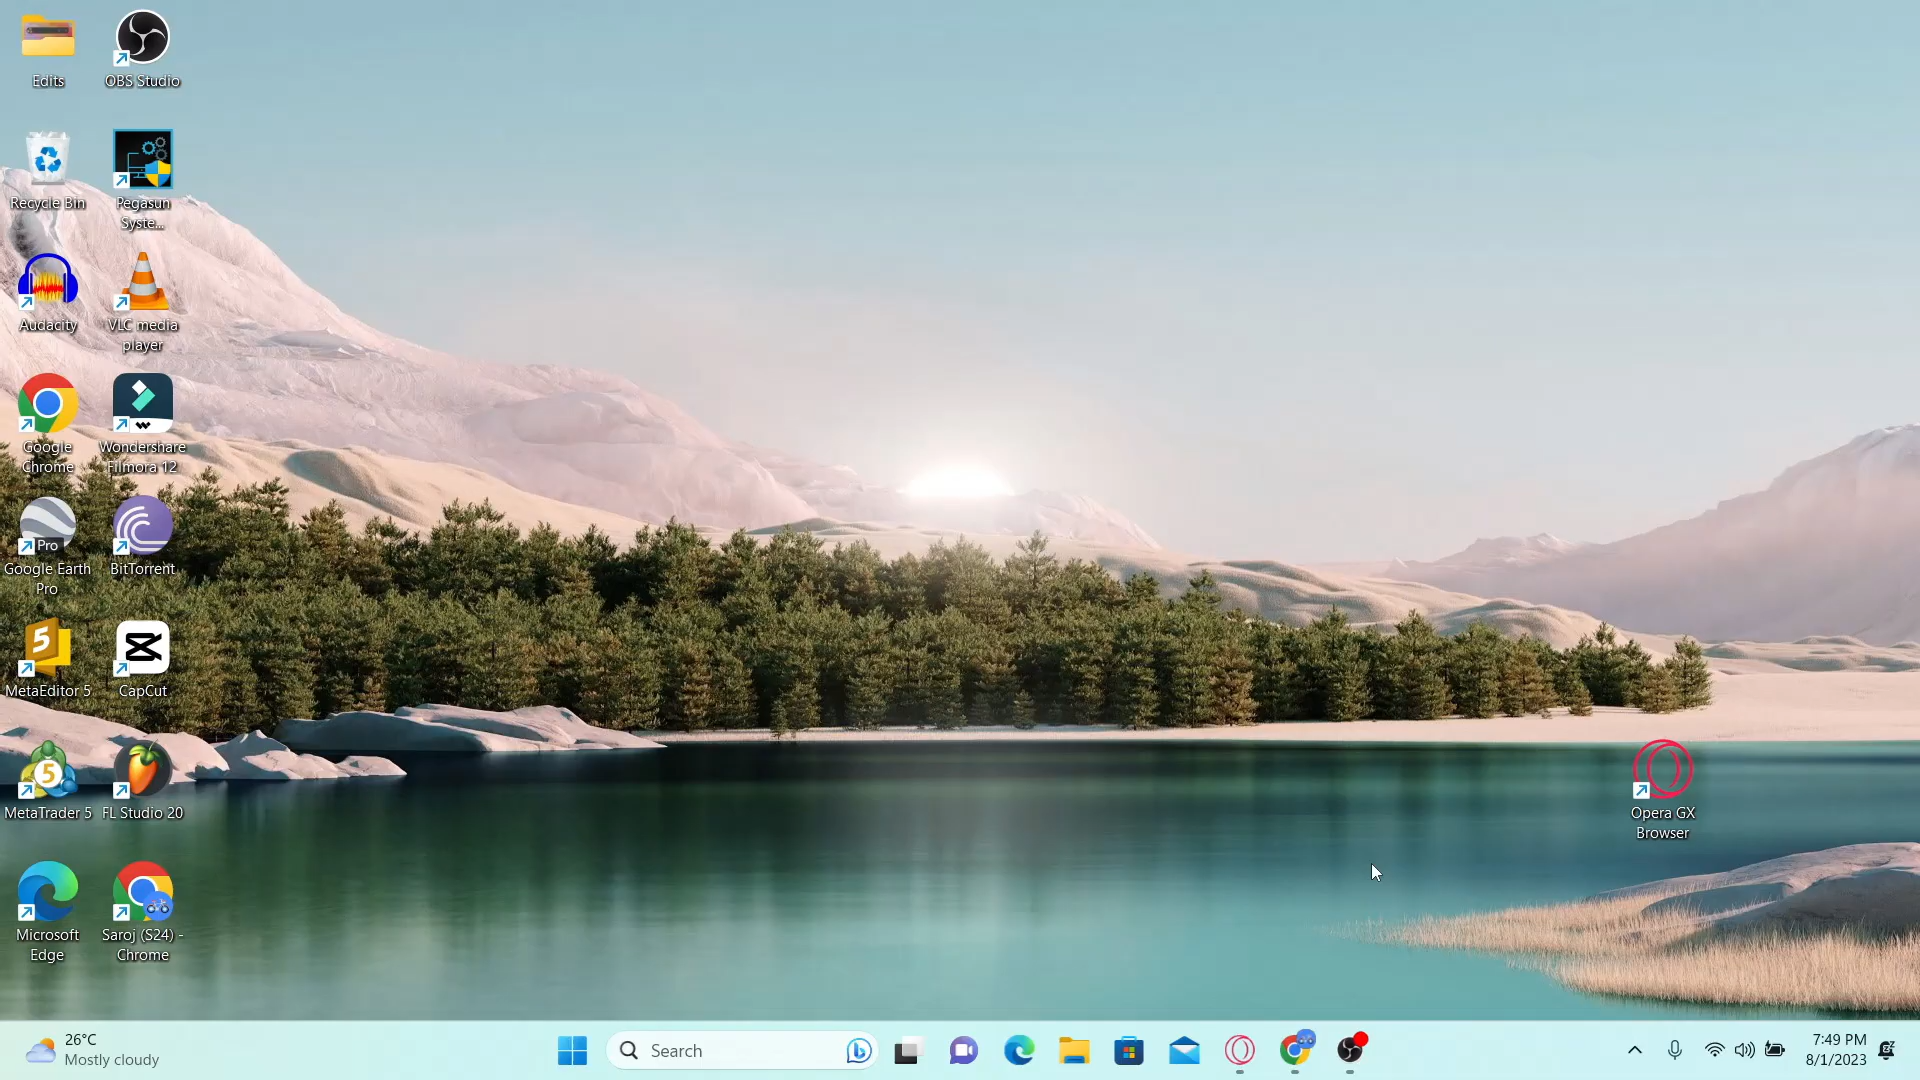 Edits
OBS Studio
Recycle Bin
Pegasun
Syste...
Audacity
VLC media
player
Google
Chrome
Wondershare
Filmora 12
Pro
Google Earth
Pro
BitTorrent
5
MetaEditor 5
CapCut
5
MetaTrader 5
FL Studio 20
Microsoft
Edge
Saroj (S24) -
Chrome
Opera GX
Browser
26°C
Mostly cloudy
Search
7:49 PM
8/1/2023